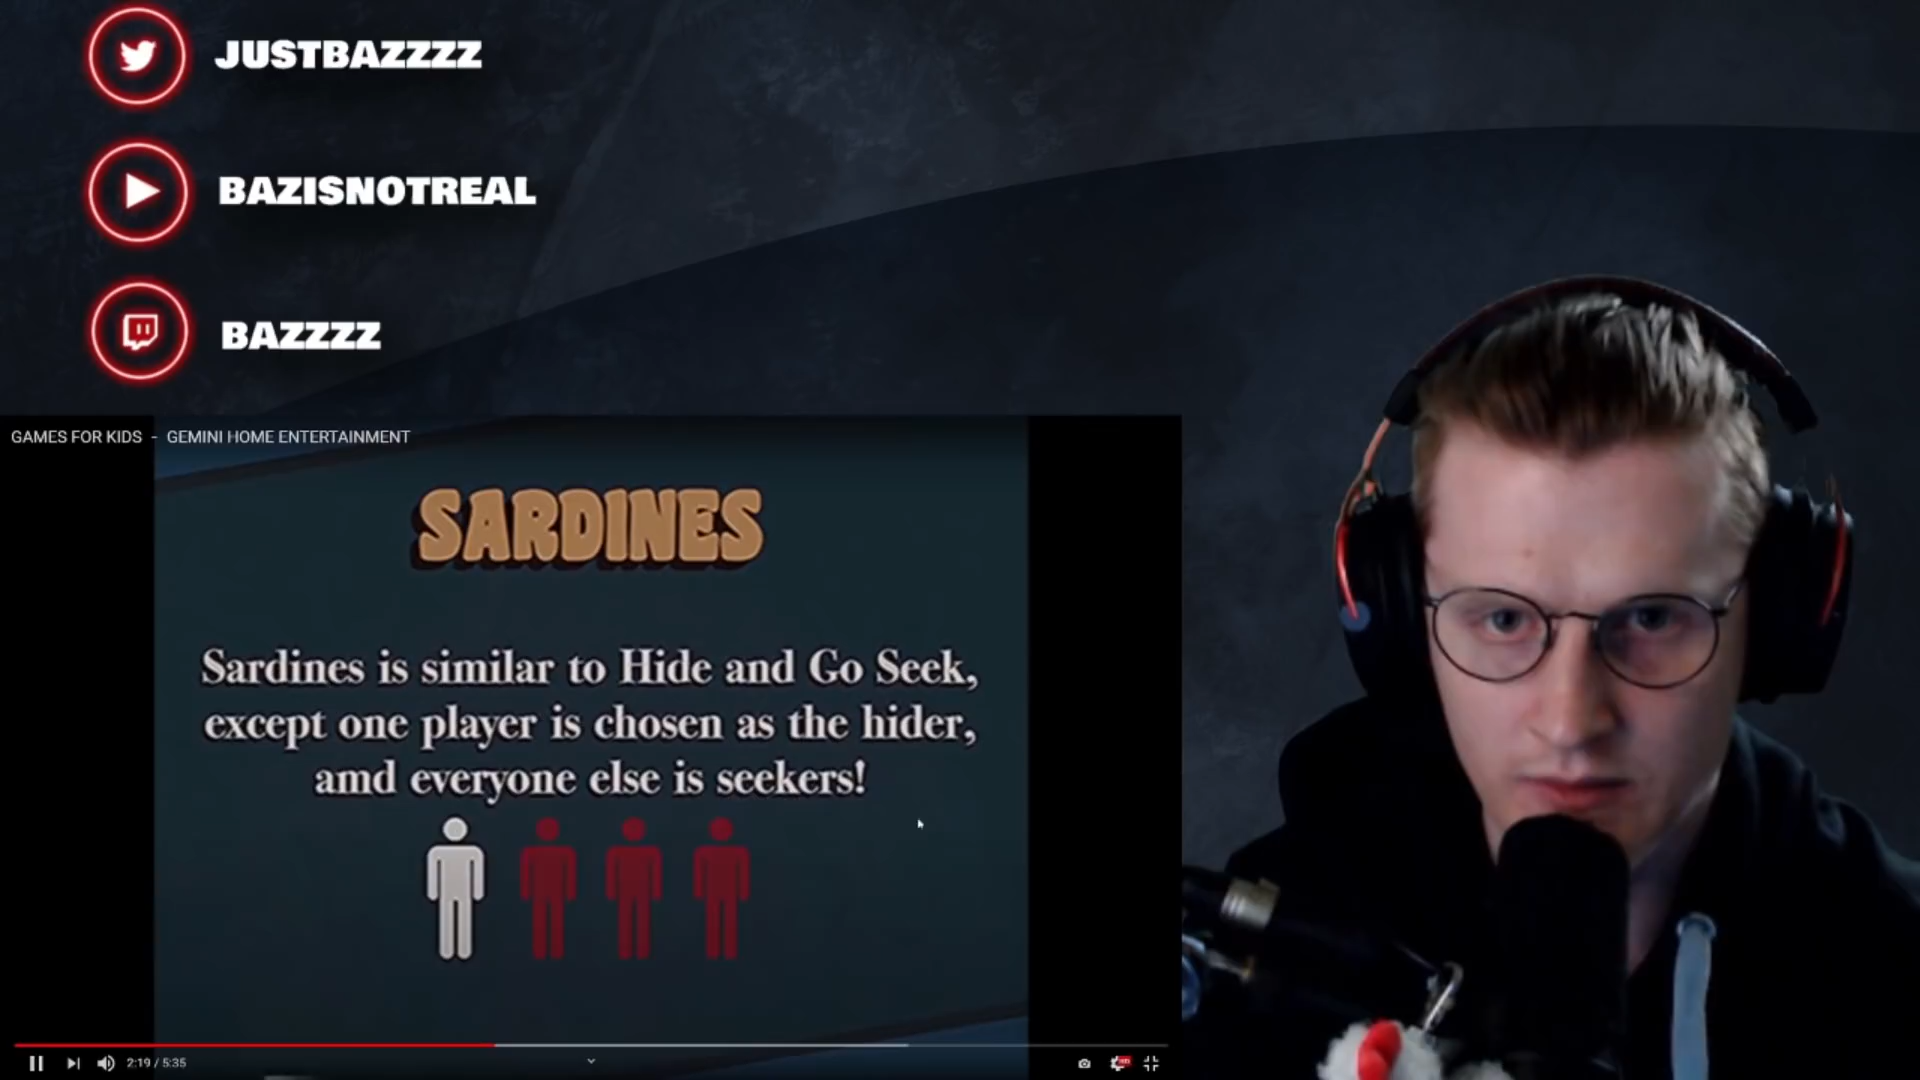 JUSTBAZZZZ
BAZISNOTREAL
BAZZZZ
GAMES FOR KIDS - GEMINI HOME ENTERTAINMENT
SARDINES
Sardines is similar to Hide and Go Seek,
except one player is chosen as the hider,
amd everyone else is seekers!
2:19 / 5:35